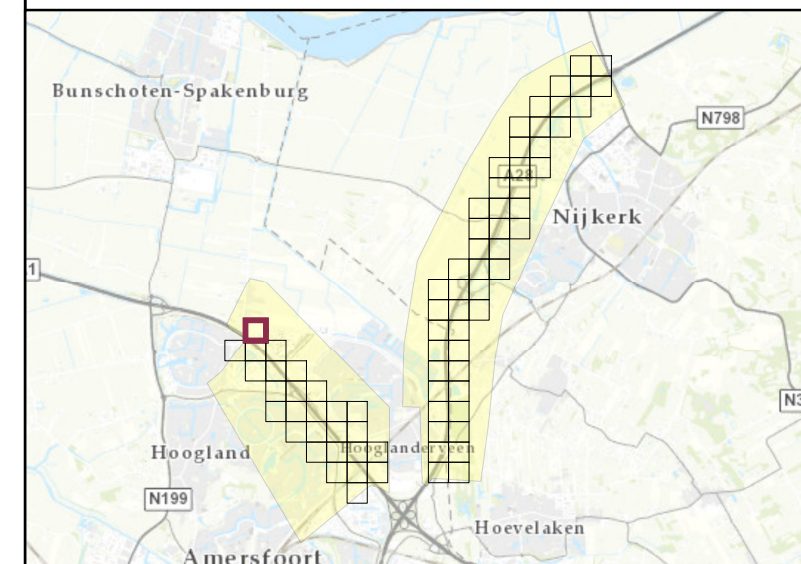 Bunschoten-Spakenburg
N798
A28
Nijkerk
1
N3
Hooglanderveen
Hoogland
N199
Hoevelaken
Amersfoort